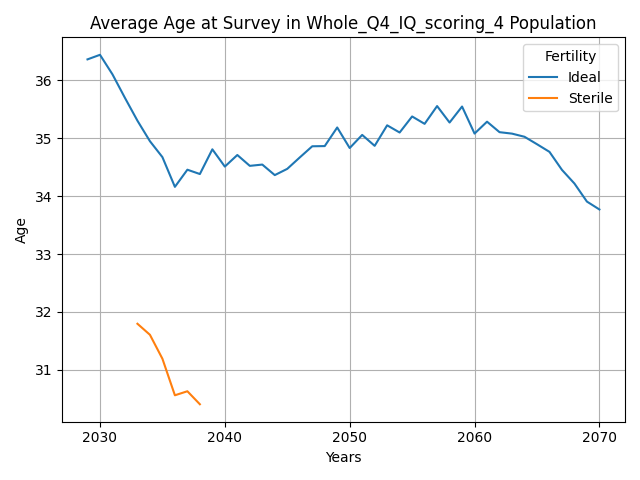 Average Age at Survey in Whole_Q4_IQ_scoring_4 Population
Fertility
Ideal
Sterile
36
35
34
33
32
31
Age
2030
2040
2050
2060
2070
Years